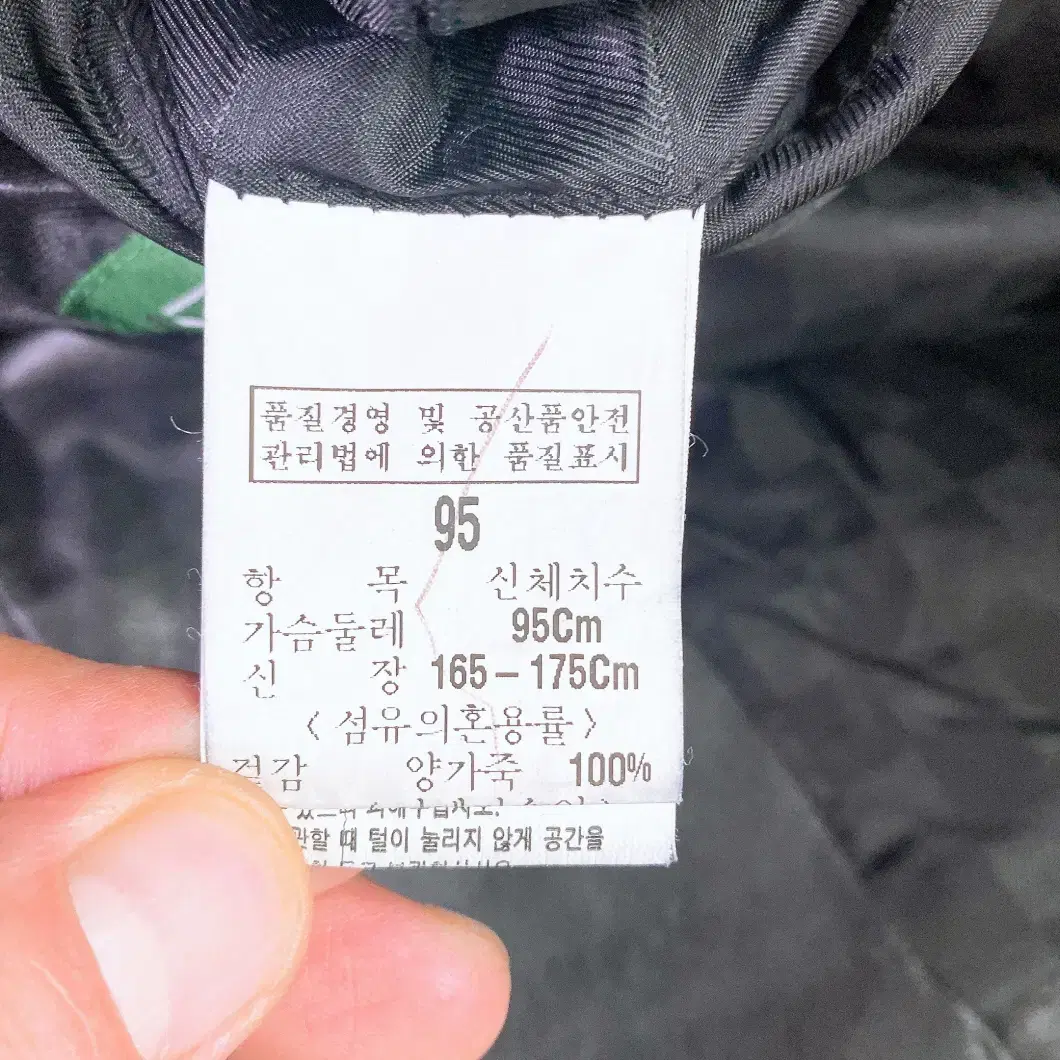 품질경영 및 공산품안전
관리법에 의한 품질표시
95
항 목 신체치수
가슴둘레 95Cm
신 장 165-175Cm
<섬유의혼용률>
겉감 양가죽 100%
때 털이 눌리지 않게 공간을